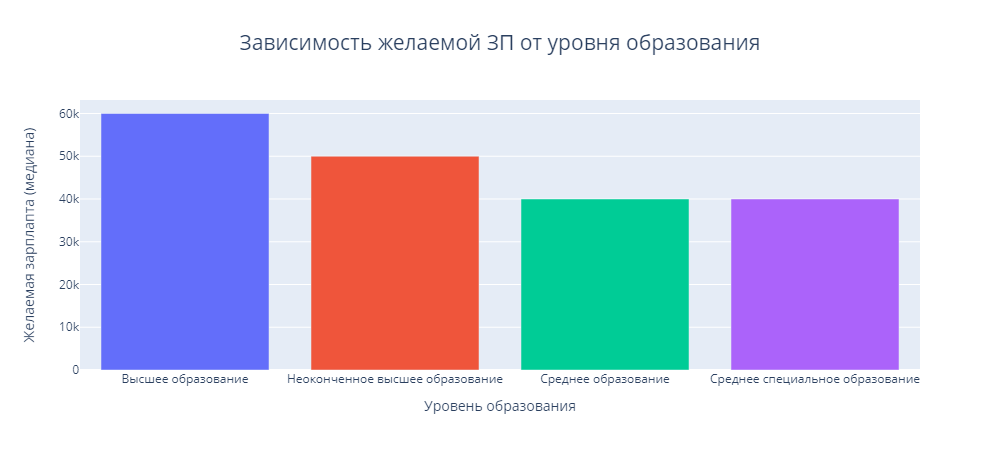 Зависимость желаемой ЗП от уровня образования
Желаемая зарплапта (медиана)
60k
50k
40k
30k
20k
10k
0
Высшее образование
Неоконченное высшее образование
Среднее образование
Среднее специальное образование
Уровень образования